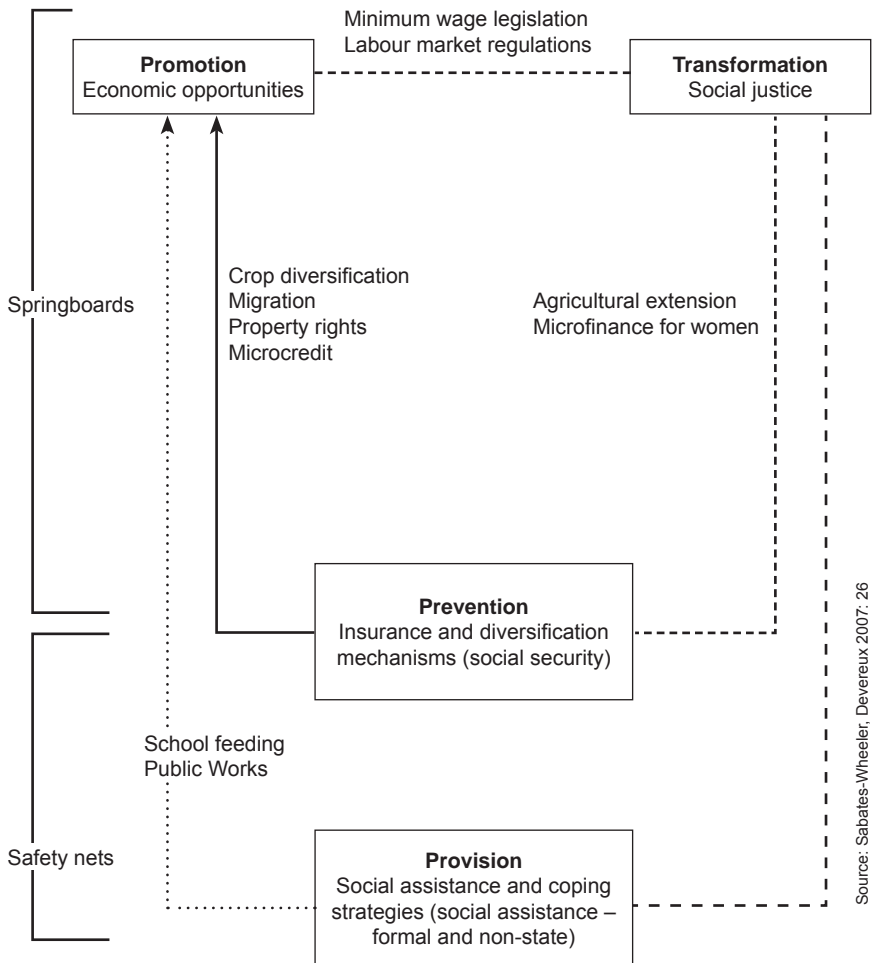 Minimum wage legislation
Labour market regulations
Promotion
Economic opportunities
Transformation
Social justice
Springboards
Crop diversification
Migration
Property rights
Microcredit
Agricultural extension
Microfinance for women
Prevention
Insurance and diversification
mechanisms (social security)
School feeding
Public Works
Safety nets
Provision
Social assistance and coping
strategies (social assistance –
formal and non-state)
Source: Sabates-Wheeler, Devereux 2007: 26